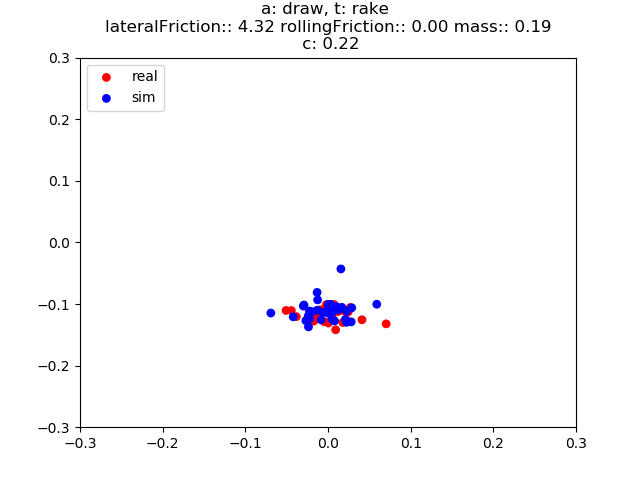 a: draw, t: rake
lateralFriction:: 4.32 rollingFriction:: 0.00 mass:: 0.19
c: 0.22
real
sim
0.3
0.2
0.1
0.0
−0.1
−0.2
−0.3
−0.3
−0.2
−0.1
0.0
0.1
0.2
0.3